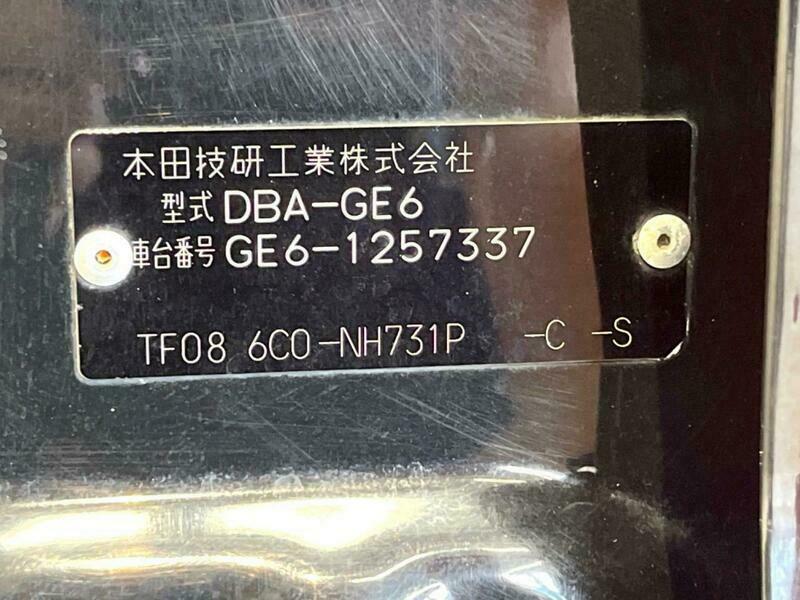 本田技研工業株式会社
型式 DBA-GE6
車台番号 GE6-1257337
TF08 6C0-NH731P -C -S